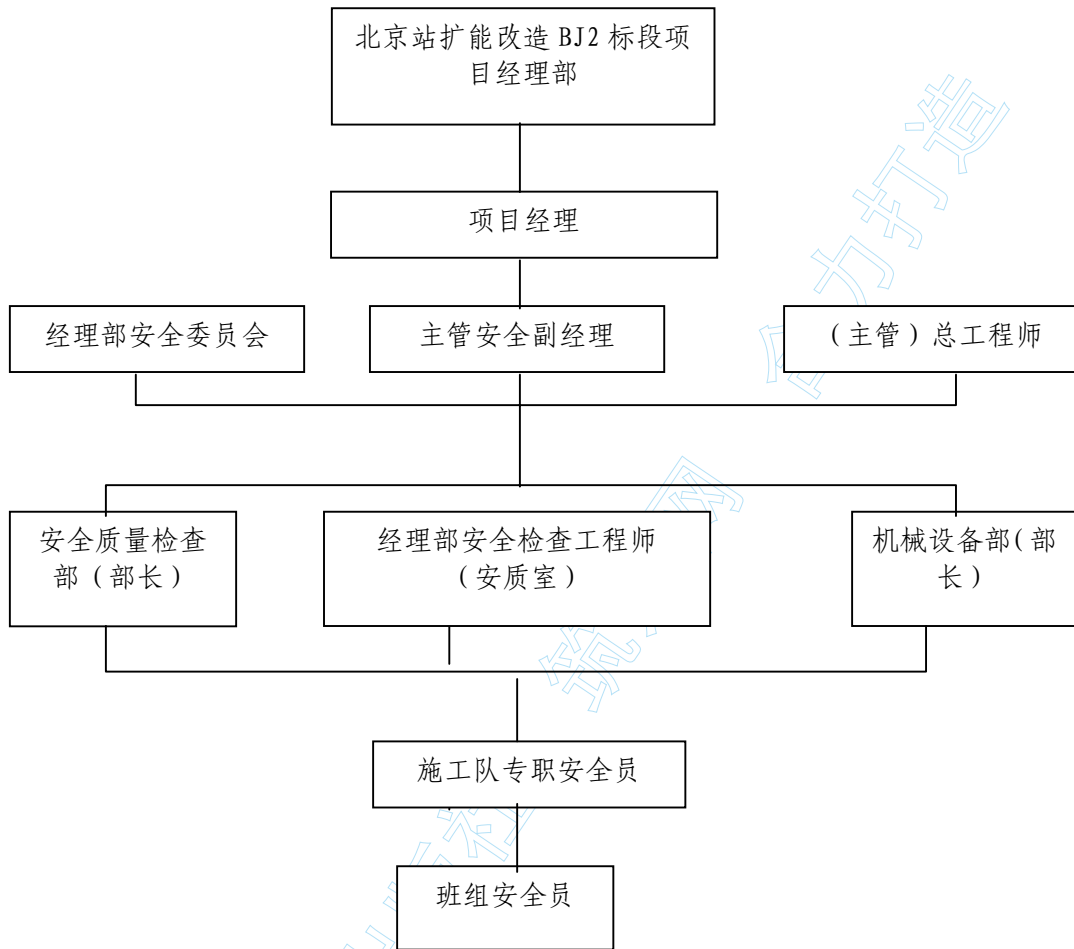 北京站扩能改造 BJ2 标段项
目经理部
项目经理
经理部安全委员会
主管安全副经理
（主管）总工程师
安全质量检查
部（部长）
经理部安全检查工程师
（安质室）
机械设备部(部
长）
施工队专职安全员
班组安全员
合力打造